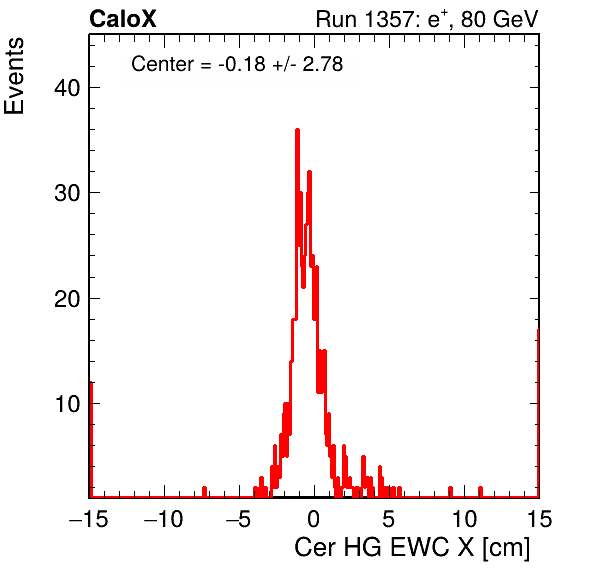 CaloX Run 1357: e⁺, 80 GeV
Center = -0.18 +/- 2.78
Events
40
30
20
10
−15 −10 −5 0 5 10 15
Cer HG EWC X [cm]